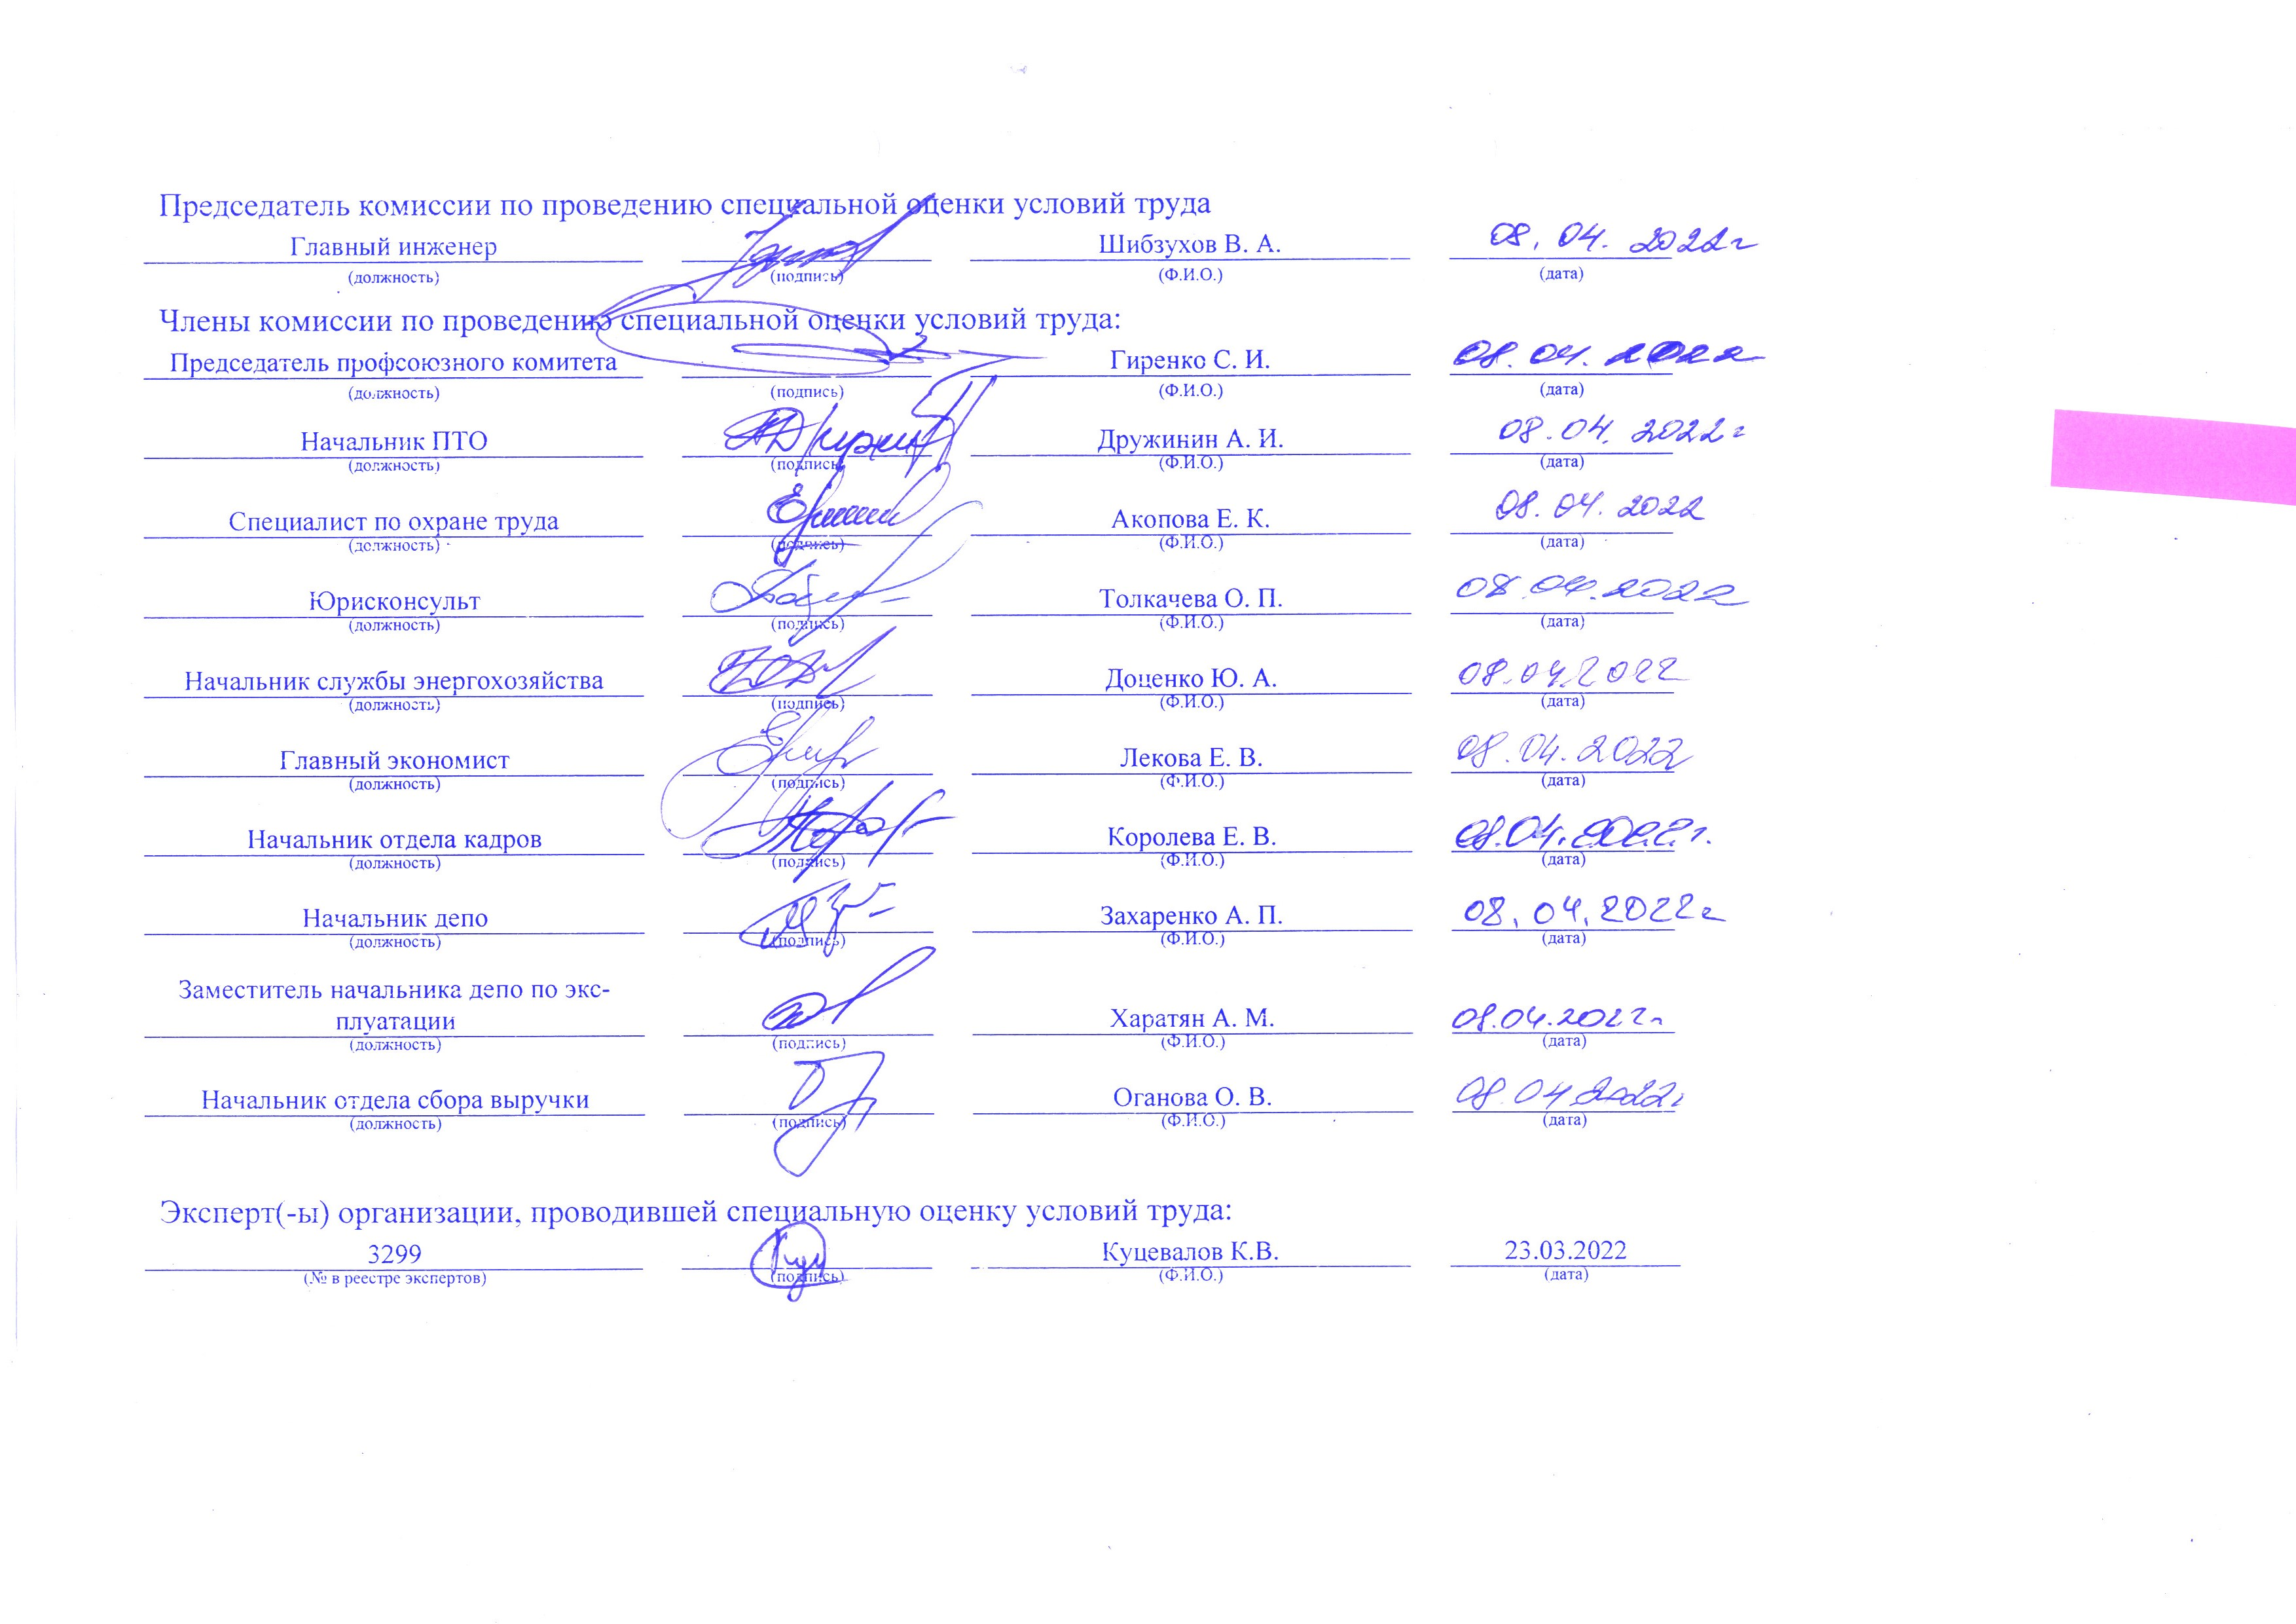 Председатель комиссии по проведению специальной оценки условий труда
Главный инженер Шибзухов В. А. 08.04.2022г
(должность) (подпись) (Ф.И.О.) (дата)
Члены комиссии по проведению специальной оценки условий труда:
Председатель профсоюзного комитета Гиренко С. И. 08.04.2022
(должность) (подпись) (Ф.И.О.) (дата)
Начальник ПТО Дружинин А. И. 08.04.2022г
(должность) (подпись) (Ф.И.О.) (дата)
Специалист по охране труда Акопова Е. К. 08.04.2022
(должность) (подпись) (Ф.И.О.) (дата)
Юрисконсульт Толкачева О. П. 08.04.2022
(должность) (подпись) (Ф.И.О.) (дата)
Начальник службы энергохозяйства Доценко Ю. А. 08.04.2022
(должность) (подпись) (Ф.И.О.) (дата)
Главный экономист Лекова Е. В. 08.04.2022
(должность) (подпись) (Ф.И.О.) (дата)
Начальник отдела кадров Королева Е. В. 08.04.2022г.
(должность) (подпись) (Ф.И.О.) (дата)
Начальник депо Захаренко А. П. 08.04.2022г
(должность) (подпись) (Ф.И.О.) (дата)
Заместитель начальника депо по экс-
плуатации Харатян А. М. 08.04.2022г
(должность) (подпись) (Ф.И.О.) (дата)
Начальник отдела сбора выручки Оганова О. В. 08.04.2022г
(должность) (подпись) (Ф.И.О.) (дата)
Эксперт(-ы) организации, проводившей специальную оценку условий труда:
3299 Куцевалов К.В. 23.03.2022
(№ в реестре экспертов) (подпись) (Ф.И.О.) (дата)